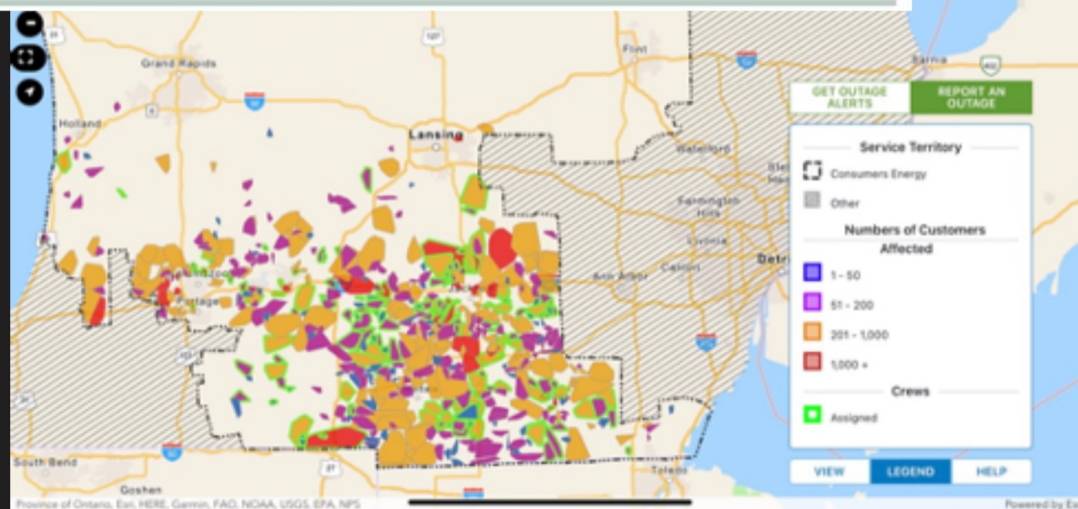 31
127
Flint
Grand Rapids
Sarnia
402
GET OUTAGE
ALERTS
REPORT AN
OUTAGE
Holland
Lansing
Service Territory
Waterford
Consumers Energy
Other
Farmington
Hills
Numbers of Customers
Affected
Livonia
Canton
Ann Arbor
1 - 50
Portage
51 - 200
201 - 1,000
1,000 +
Crews
Assigned
South Bend
Toledo
VIEW
LEGEND
HELP
Goshen
Province of Ontario, Esri, HERE, Garmin, FAO, NOAA, USGS, EPA, NPS
Powered by Es